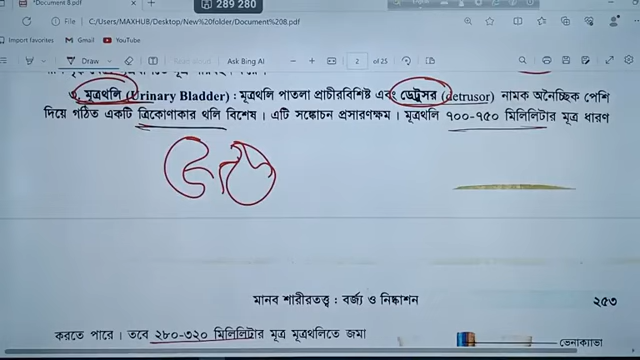 *Document 8.pdf
289 280
C:/Users/MAXHUB/Desktop/New%20folder/Document%208.pdf
Import favorites Gmail YouTube
Draw Ask Bing AI 2 of 25
৩. মূত্রথলি (Urinary Bladder) : মূত্রথলি পাতলা প্রাচীরবিশিষ্ট এবং ডেট্রুসর (detrusor) নামক অনৈচ্ছিক পেশি
দিয়ে গঠিত একটি ত্রিকোণাকার থলি বিশেষ । এটি সঙ্কোচন প্রসারণক্ষম । মূত্রথলি ৭০০-৭৫০ মিলিলিটার মূত্র ধারণ
মানব শারীরতত্ত্ব : বর্জ্য ও নিষ্কাশন ২৫৩
করতে পারে । তবে ২৮০-৩২০ মিলিলিটার মূত্র মূত্রথলিতে জমা
ভেনাক্যাভা